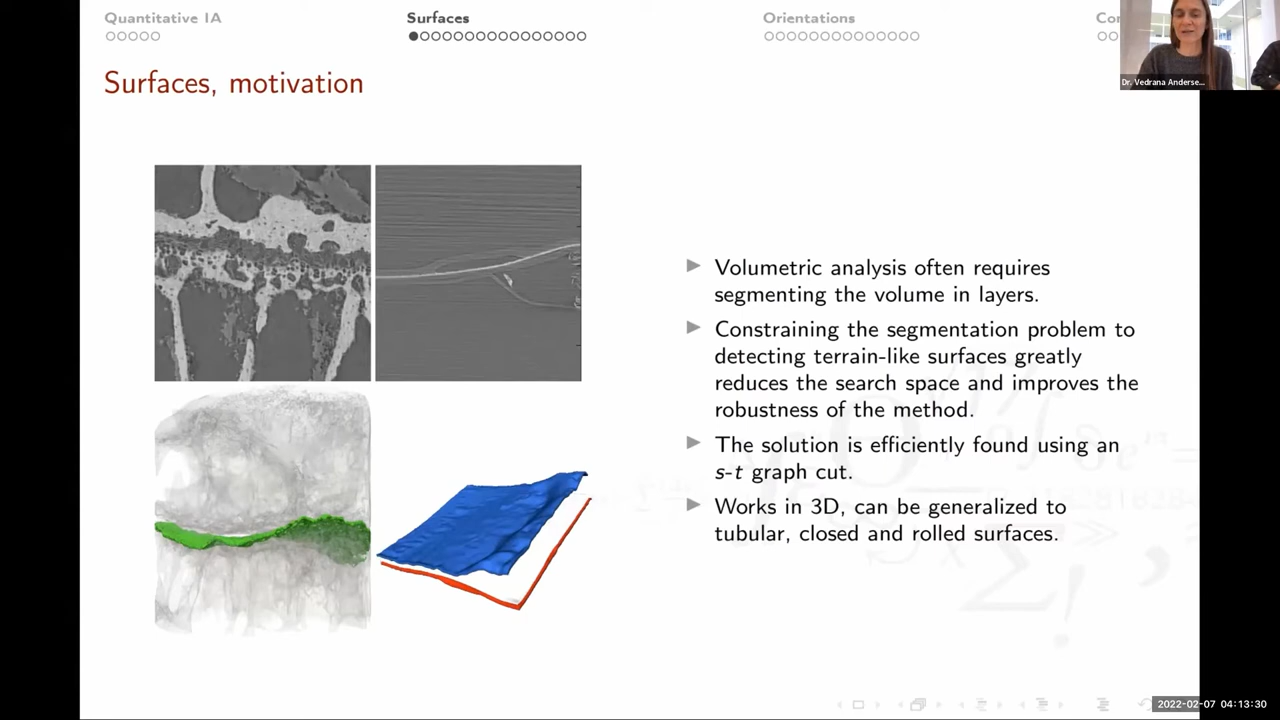 Quantitative IA
Surfaces
Orientations
Surfaces, motivation
Dr. Vedrana Anderse...
Volumetric analysis often requires
segmenting the volume in layers.
Constraining the segmentation problem to
detecting terrain-like surfaces greatly
reduces the search space and improves the
robustness of the method.
The solution is efficiently found using an
s-t graph cut.
Works in 3D, can be generalized to
tubular, closed and rolled surfaces.
2022-02-07 04:13:30